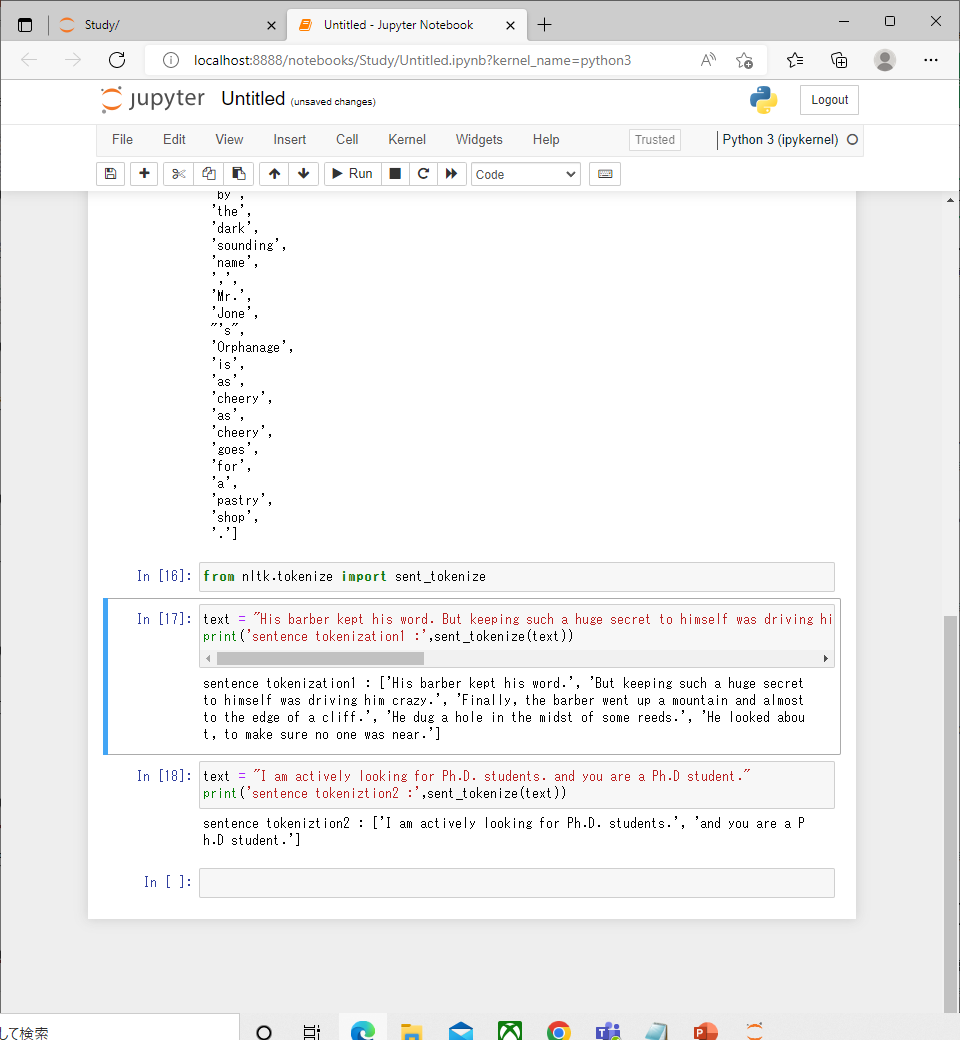 Study/
Untitled - Jupyter Notebook
localhost:8888/notebooks/Study/Untitled.ipynb?kernel_name=python3
jupyter Untitled (unsaved changes)
Logout
File Edit View Insert Cell Kernel Widgets Help
Trusted
Python 3 (ipykernel)
Run
Code
'by',
'the',
'dark',
'sounding',
'name',
',',
'Mr.',
'Jone',
"'s",
'Orphanage',
'is',
'as',
'cheery',
'as',
'cheery',
'goes',
'for',
'a',
'pastry',
'shop',
'.']
In [16]: from nltk.tokenize import sent_tokenize
In [17]: text = "His barber kept his word. But keeping such a huge secret to himself was driving hi
print('sentence tokenization1 :',sent_tokenize(text))
sentence tokenization1 : ['His barber kept his word.', 'But keeping such a huge secret
to himself was driving him crazy.', 'Finally, the barber went up a mountain and almost
to the edge of a cliff.', 'He dug a hole in the midst of some reeds.', 'He looked abou
t, to make sure no one was near.']
In [18]: text = "I am actively looking for Ph.D. students. and you are a Ph.D student."
print('sentence tokeniztion2 :',sent_tokenize(text))
sentence tokeniztion2 : ['I am actively looking for Ph.D. students.', 'and you are a P
h.D student.']
In [ ]:
して検索